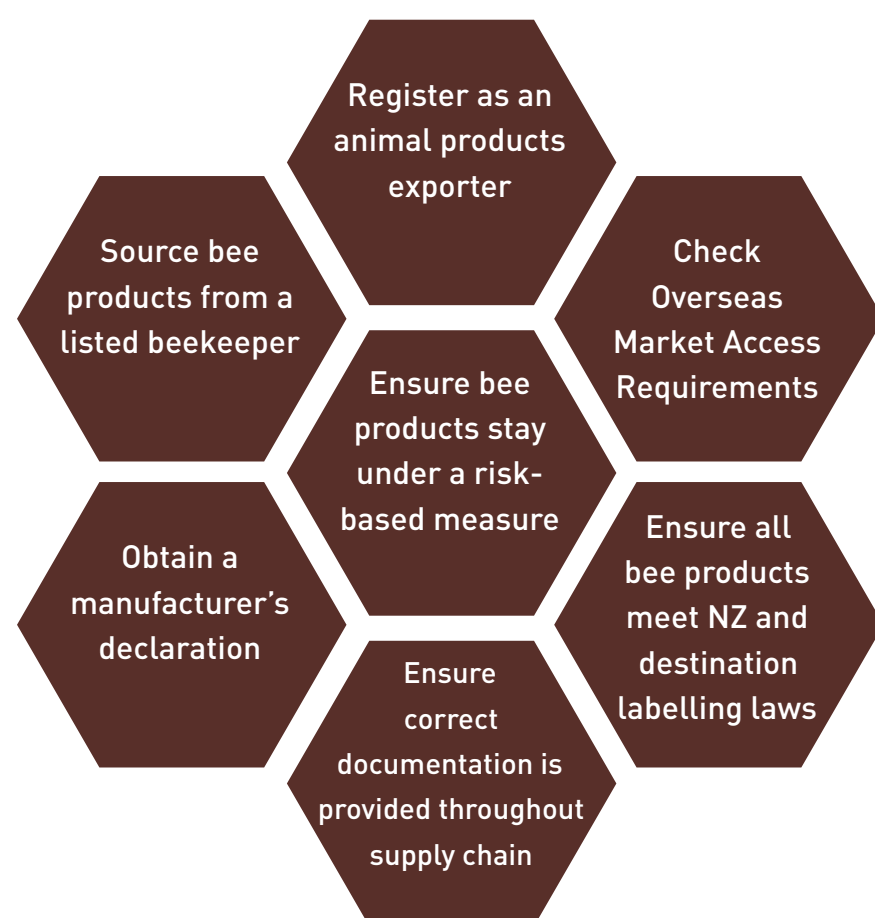 Register as an
animal products
exporter
Source bee
products from a
listed beekeeper
Check
Overseas
Market Access
Requirements
Ensure bee
products stay
under a risk-
based measure
Obtain a
manufacturer’s
declaration
Ensure all
bee products
meet NZ and
destination
labelling laws
Ensure
correct
documentation is
provided throughout
supply chain